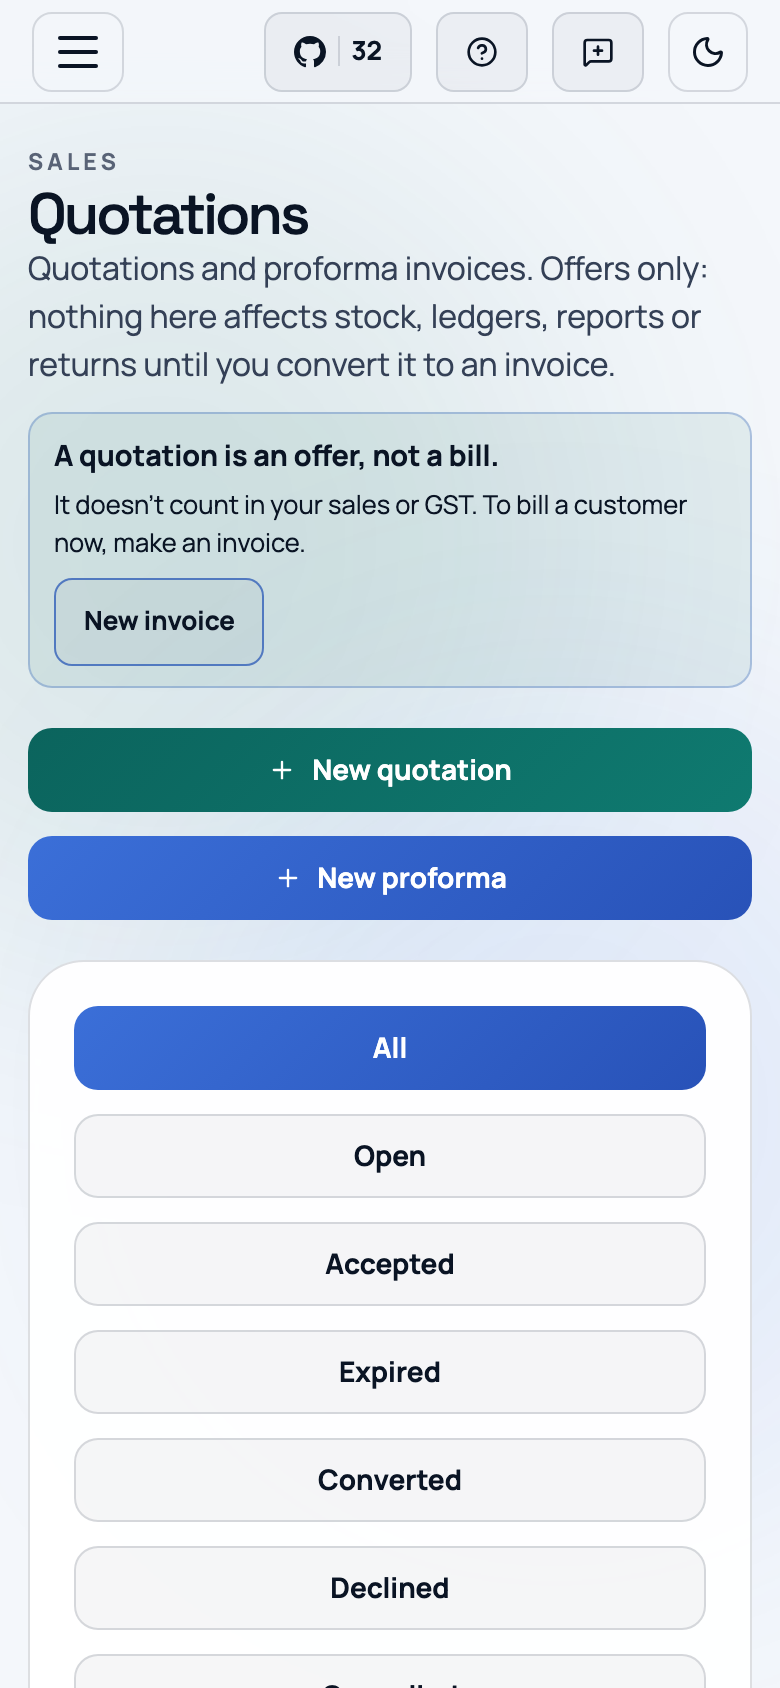 32
SALES
Quotations
Quotations and proforma invoices. Offers only:
nothing here affects stock, ledgers, reports or
returns until you convert it to an invoice.
A quotation is an offer, not a bill.
It doesn't count in your sales or GST. To bill a customer
now, make an invoice.
New invoice
New quotation
New proforma
All
Open
Accepted
Expired
Converted
Declined